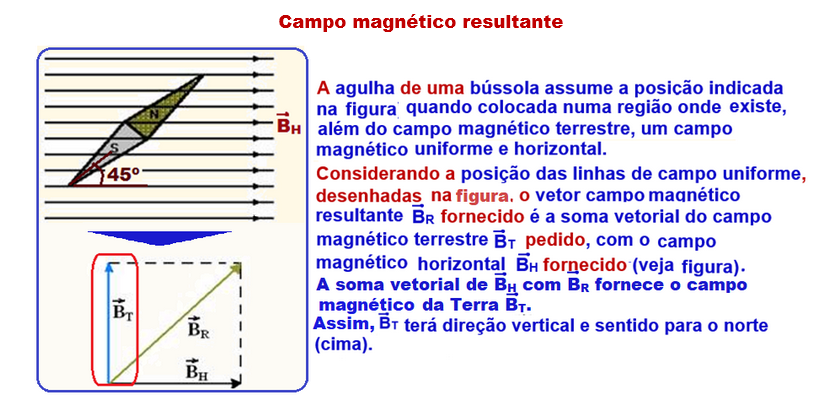 Campo magnético resultante
A agulha de uma bússola assume a posição indicada
na figura quando colocada numa região onde existe,
além do campo magnético terrestre, um campo
magnético uniforme e horizontal.
Considerando a posição das linhas de campo uniforme,
desenhadas na figura, o vetor campo magnético
resultante B⃗R fornecido é a soma vetorial do campo
magnético terrestre B⃗T pedido, com o campo
magnético horizontal B⃗H fornecido (veja figura).
A soma vetorial de B⃗H com B⃗R fornece o campo
magnético da Terra B⃗T.
Assim, B⃗T terá direção vertical e sentido para o norte
(cima).
N
S
45º
B⃗H
B⃗T
B⃗R
B⃗H